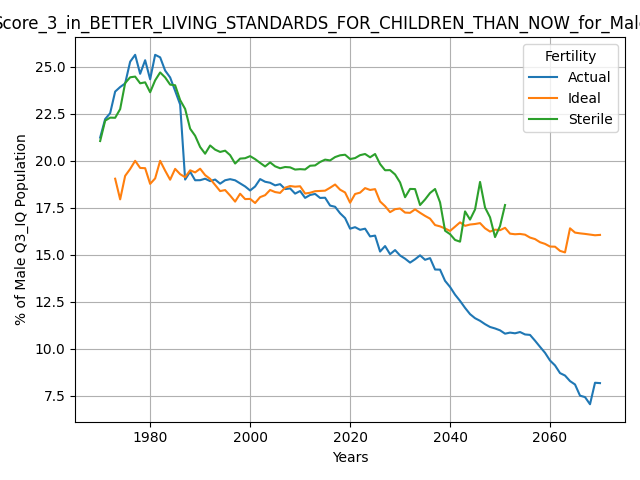 Score_3_in_BETTER_LIVING_STANDARDS_FOR_CHILDREN_THAN_NOW_for_Male
Fertility
Actual
Ideal
Sterile
% of Male Q3_IQ Population
25.0
22.5
20.0
17.5
15.0
12.5
10.0
7.5
1980
2000
2020
2040
2060
Years